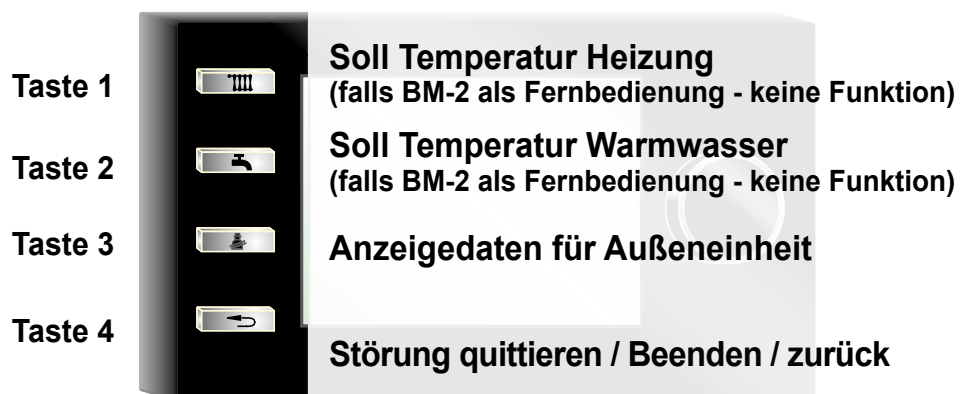 Taste 1
Soll Temperatur Heizung
(falls BM-2 als Fernbedienung - keine Funktion)
Taste 2
Soll Temperatur Warmwasser
(falls BM-2 als Fernbedienung - keine Funktion)
Taste 3
Anzeigedaten für Außeneinheit
Taste 4
Störung quittieren / Beenden / zurück